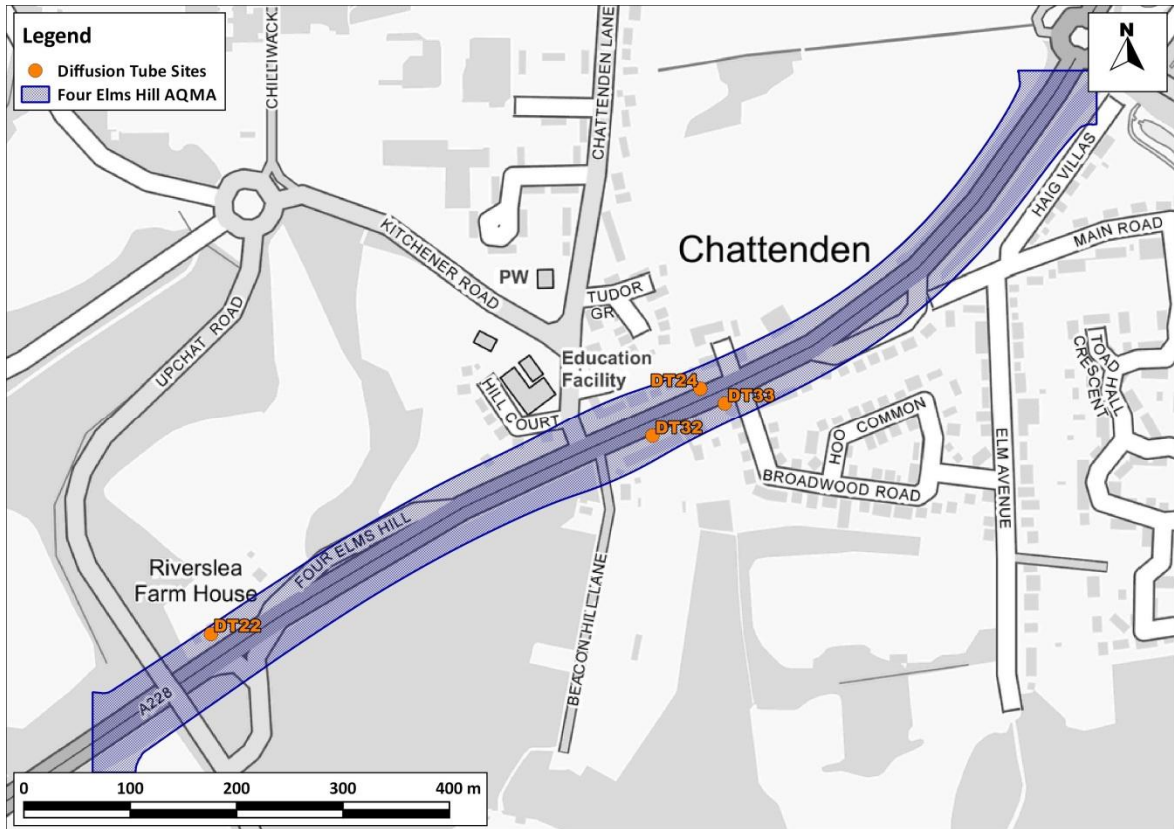 Legend
Diffusion Tube Sites
Four Elms Hill AQMA
N
CHILLIWACK
CHATTENDEN LANE
HAIG VILLAS
MAIN ROAD
KITCHENER ROAD
Chattenden
PW
TUDOR
GR
UPCHAT ROAD
Education
Facility
HILL COURT
TOAD HALL
CRESCENT
DT24
DT33
DT32
HOO COMMON
ELM AVENUE
BROADWOOD ROAD
FOUR ELMS HILL
Riverslea
Farm House
DT22
BEACON HILL LANE
A228
0 100 200 300 400 m